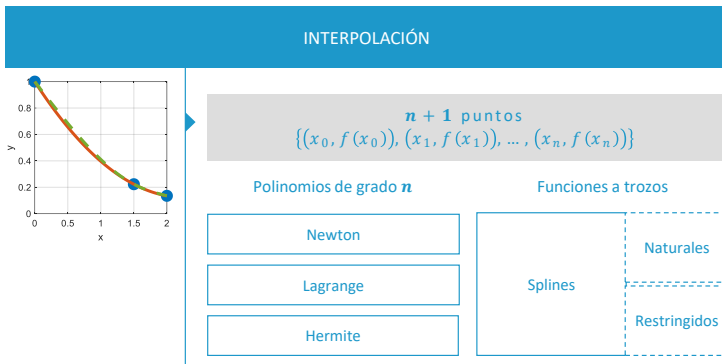 INTERPOLACIÓN
0.8
0.6
0.4
0.2
0
y
0 0.5 1 1.5 2
x
n + 1 puntos
{(x₀, f(x₀)), (x₁, f(x₁)), … , (xₙ, f(xₙ))}
Polinomios de grado n
Funciones a trozos
Newton
Lagrange
Hermite
Splines
Naturales
Restringidos